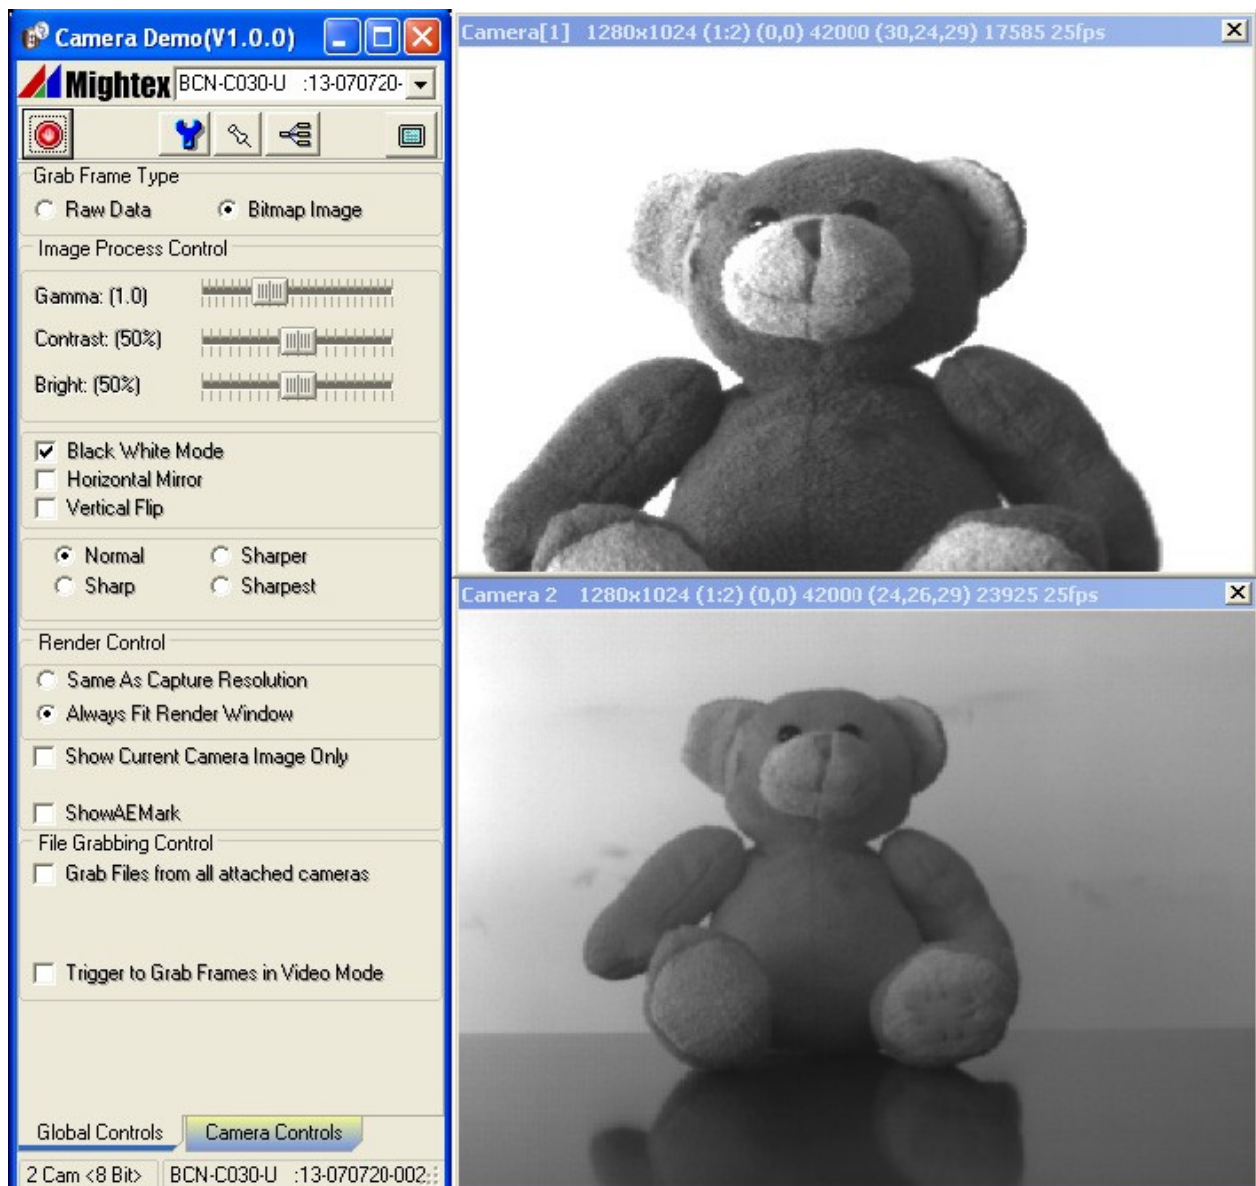 Camera Demo(V1.0.0)
Mightex BCN-C030-U :13-070720-
Grab Frame Type
Raw Data Bitmap Image
Image Process Control
Gamma: (1.0)
Contrast: (50%)
Bright: (50%)
Black White Mode
Horizontal Mirror
Vertical Flip
Normal Sharper
Sharp Sharpest
Render Control
Same As Capture Resolution
Always Fit Render Window
Show Current Camera Image Only
ShowAEMark
File Grabbing Control
Grab Files from all attached cameras
Trigger to Grab Frames in Video Mode
Global Controls Camera Controls
2 Cam <8 Bit> BCN-C030-U :13-070720-002
Camera[1] 1280x1024 (1:2) (0,0) 42000 (30,24,29) 17585 25fps
Camera 2 1280x1024 (1:2) (0,0) 42000 (24,26,29) 23925 25fps